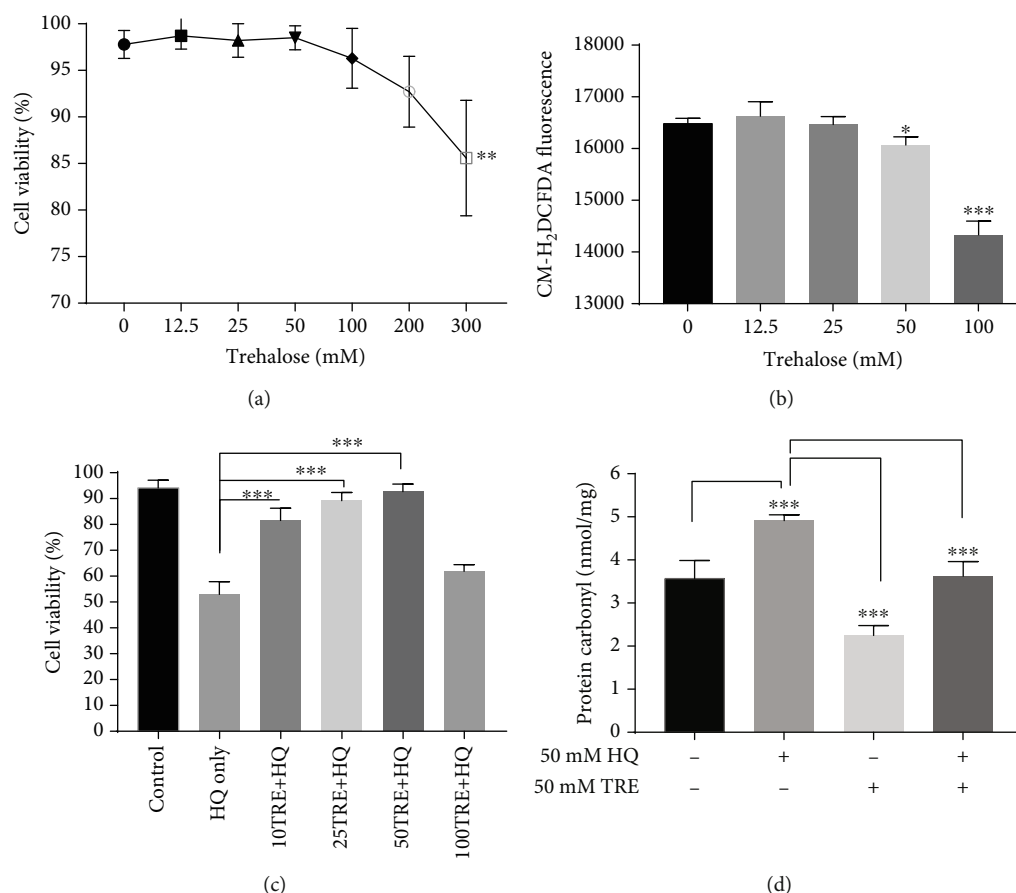 100
95
90
85
80
75
70
Cell viability (%)
**
0 12.5 25 50 100 200 300
Trehalose (mM)
(a)
18000
17000
16000
15000
14000
13000
CM-H₂DCFDA fluorescence
*
***
0 12.5 25 50 100
Trehalose (mM)
(b)
100
90
80
70
60
50
40
30
20
10
0
Cell viability (%)
***
***
***
Control
HQ only
10TRE+HQ
25TRE+HQ
50TRE+HQ
100TRE+HQ
(c)
6
5
4
3
2
1
0
Protein carbonyl (nmol/mg)
***
***
***
50 mM HQ – + – +
50 mM TRE – – + +
(d)